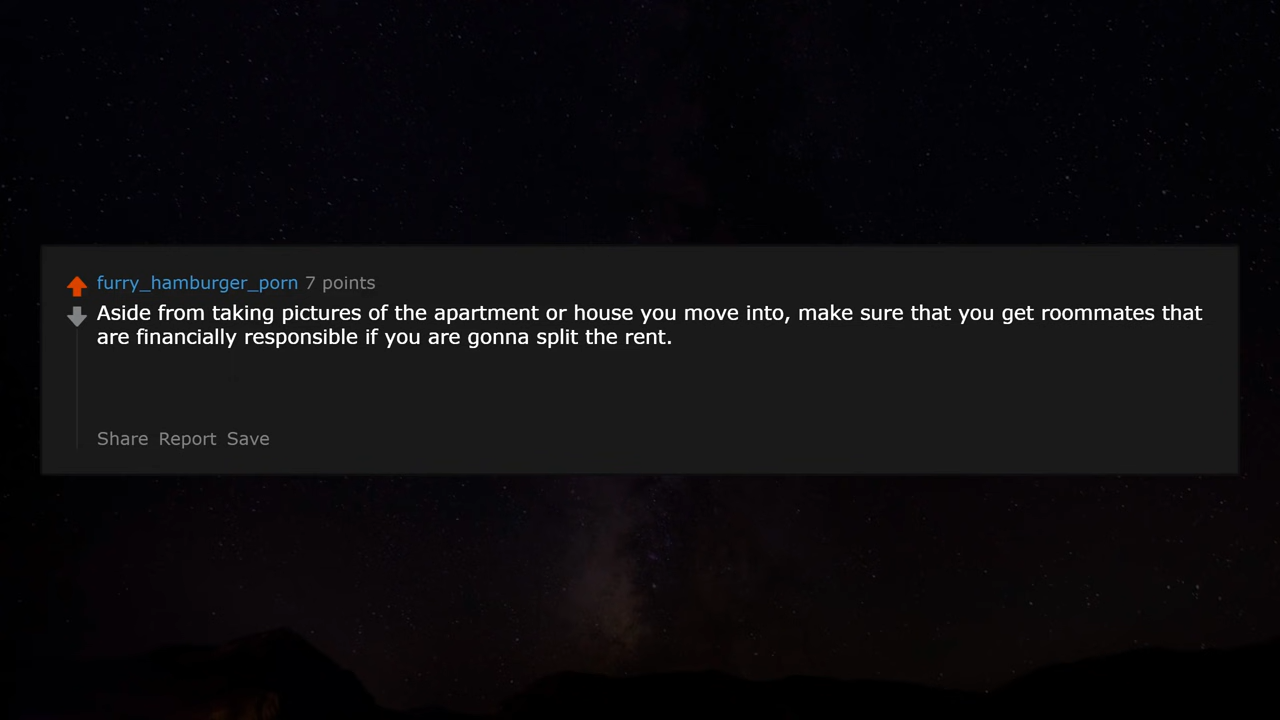 furry_hamburger_porn 7 points
Aside from taking pictures of the apartment or house you move into, make sure that you get roommates that
are financially responsible if you are gonna split the rent.
Share Report Save